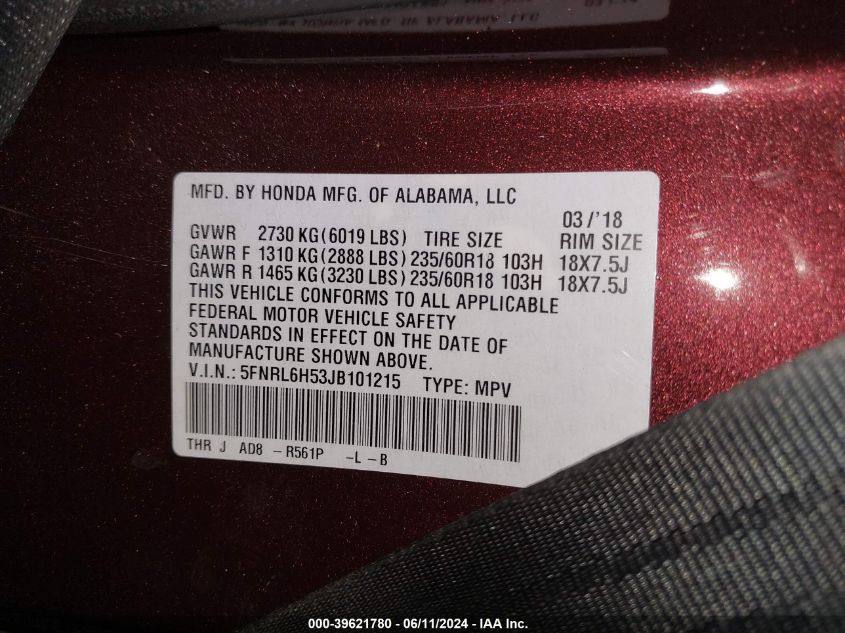 MFD. BY HONDA MFG. OF ALABAMA, LLC
03/'18
GVWR 2730 KG(6019 LBS) TIRE SIZE RIM SIZE
GAWR F 1310 KG(2888 LBS) 235/60R18 103H 18X7.5J
GAWR R 1465 KG(3230 LBS) 235/60R18 103H 18X7.5J
THIS VEHICLE CONFORMS TO ALL APPLICABLE
FEDERAL MOTOR VEHICLE SAFETY
STANDARDS IN EFFECT ON THE DATE OF
MANUFACTURE SHOWN ABOVE.
V.I.N.: 5FNRL6H53JB101215 TYPE: MPV
THR J AD8 -R561P -L-B
000-39621780 - 06/11/2024 - IAA Inc.